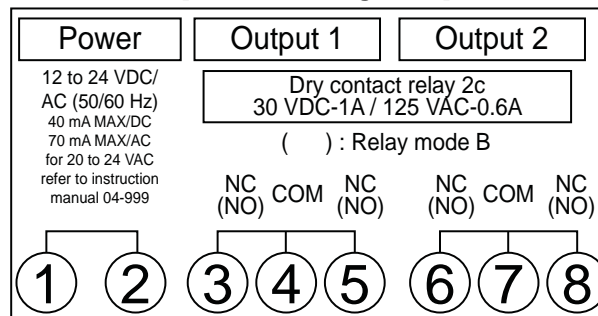 Power
Output 1
Output 2
12 to 24 VDC/
AC (50/60 Hz)
40 mA MAX/DC
70 mA MAX/AC
for 20 to 24 VAC
refer to instruction
manual 04-999
Dry contact relay 2c
30 VDC-1A / 125 VAC-0.6A
( ) : Relay mode B
NC COM NC NC COM NC
(NO) (NO) (NO) (NO)
1 2 3 4 5 6 7 8